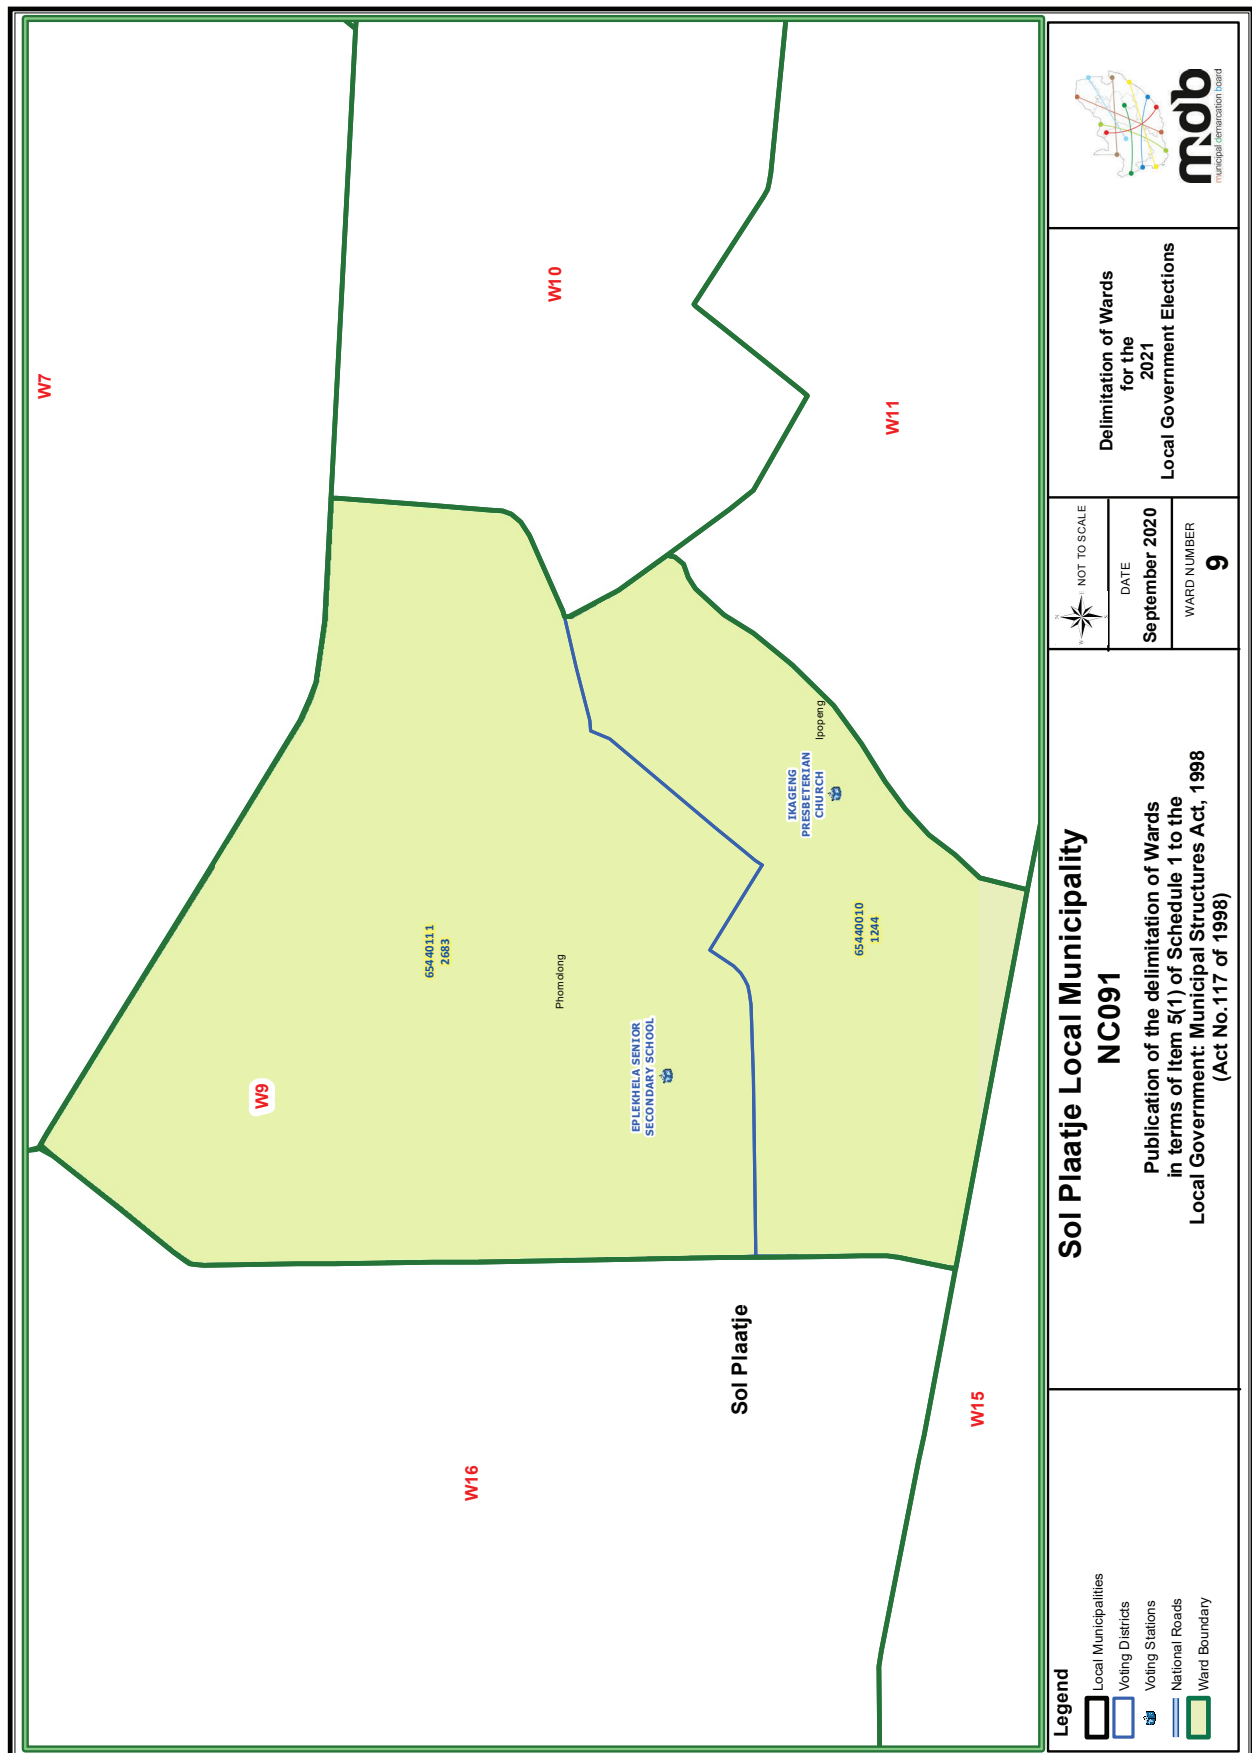 W7
W10
W11
W9
W16
W15
65440111
2683
Phomolong
EPLEKHELA SENIOR
SECONDARY SCHOOL
IKAGENG
PRESBETERIAN
CHURCH
Ipopeng
65440010
1244
Sol Plaatje
Legend
Local Municipalities
Voting Districts
Voting Stations
National Roads
Ward Boundary
Sol Plaatje Local Municipality
NC091
Publication of the delimitation of Wards
in terms of Item 5(1) of Schedule 1 to the
Local Government: Municipal Structures Act, 1998
(Act No.117 of 1998)
N
W
E
S
NOT TO SCALE
DATE
September 2020
WARD NUMBER
9
Delimitation of Wards
for the
2021
Local Government Elections
mdb
municipal demarcation board